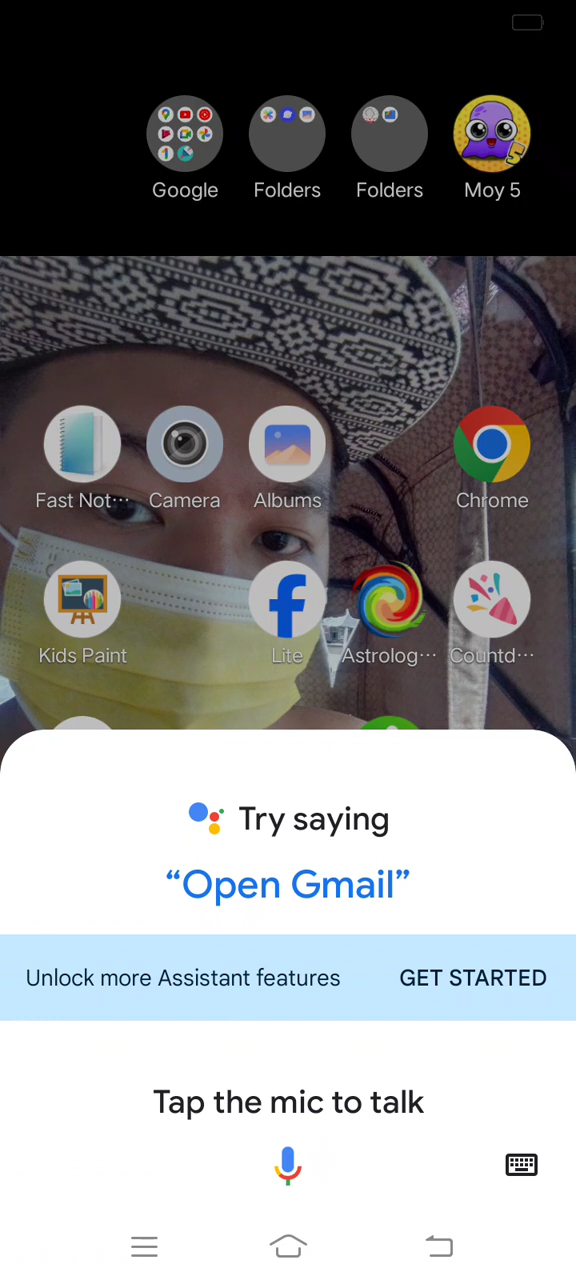 Google Folders Folders Moy 5
Fast Not··· Camera Albums Chrome
Kids Paint Lite Astrolog··· Countd···
Try saying
“Open Gmail”
Unlock more Assistant features GET STARTED
Tap the mic to talk